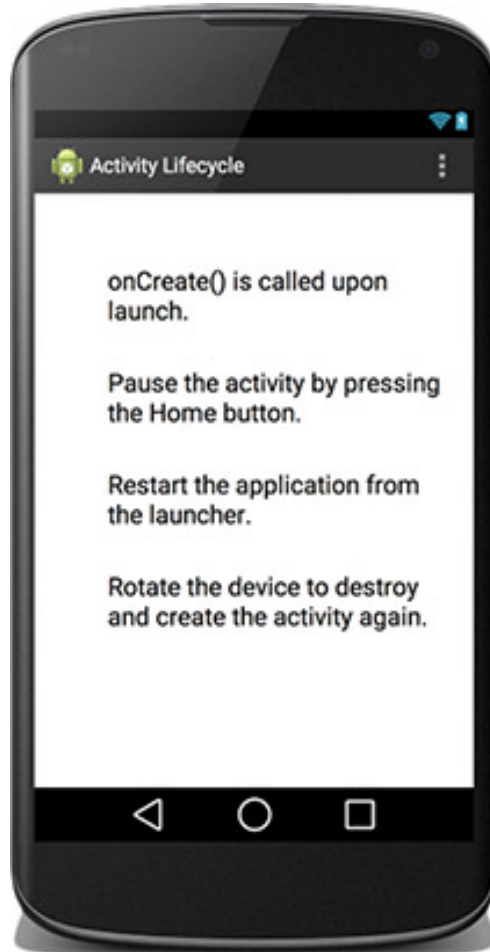 Activity Lifecycle
onCreate() is called upon
launch.
Pause the activity by pressing
the Home button.
Restart the application from
the launcher.
Rotate the device to destroy
and create the activity again.